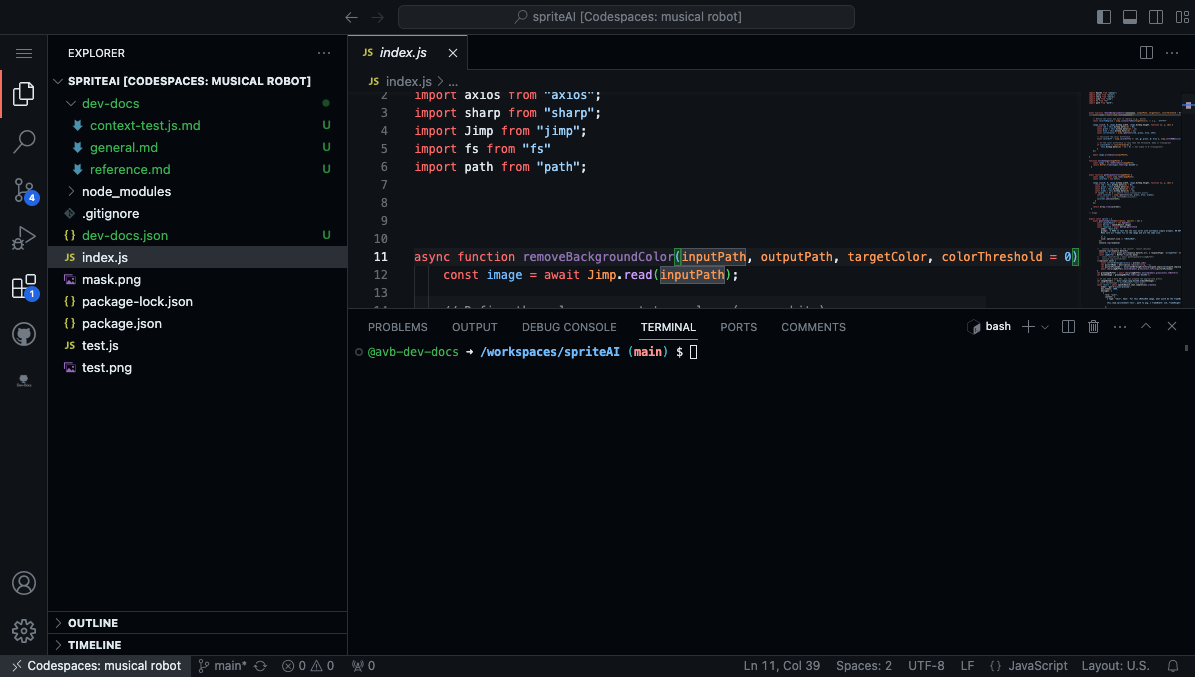 spriteAI [Codespaces: musical robot]
EXPLORER
SPRITEAI [CODESPACES: MUSICAL ROBOT]
dev-docs
context-test.js.md U
general.md U
reference.md U
node_modules
.gitignore
{} dev-docs.json U
JS index.js
mask.png
{} package-lock.json
{} package.json
JS test.js
test.png
OUTLINE
TIMELINE
4
1
JS index.js
JS index.js > ...
2 import axios from "axios";
3 import sharp from "sharp";
4 import Jimp from "jimp";
5 import fs from "fs"
6 import path from "path";
7
8
9
10
11 async function removeBackgroundColor(inputPath, outputPath, targetColor, colorThreshold = 0)
12 const image = await Jimp.read(inputPath);
13
PROBLEMS OUTPUT DEBUG CONSOLE TERMINAL PORTS COMMENTS bash
@avb-dev-docs → /workspaces/spriteAI (main) $
Codespaces: musical robot main* 0 0 0 Ln 11, Col 39 Spaces: 2 UTF-8 LF {} JavaScript Layout: U.S.